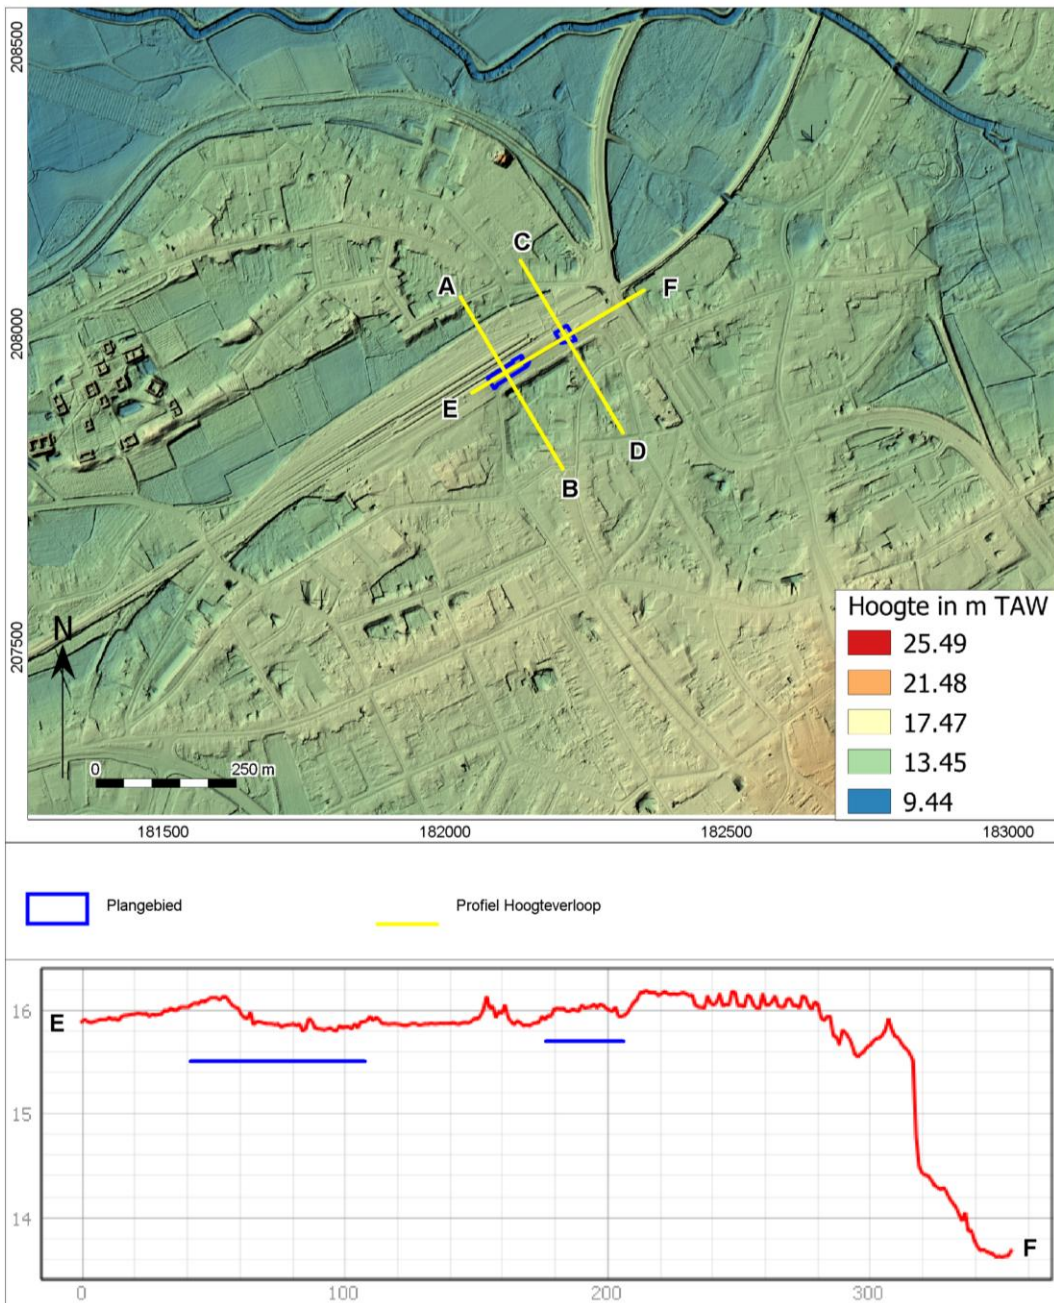 208500
208000
207500
C
A
F
E
D
B
N
0 250 m
Hoogte in m TAW
25.49
21.48
17.47
13.45
9.44
181500 182000 182500 183000
Plangebied Profiel Hoogteverloop
16 E
15
14 F
0 100 200 300